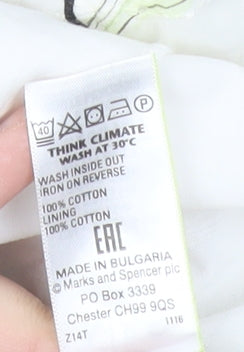 40 P
THINK CLIMATE
WASH AT 30°C
WASH INSIDE OUT
IRON ON REVERSE
100% COTTON
LINING
100% COTTON
EAC
MADE IN BULGARIA
© Marks and Spencer plc
PO Box 3339
Chester CH99 9QS
Z14T 1116